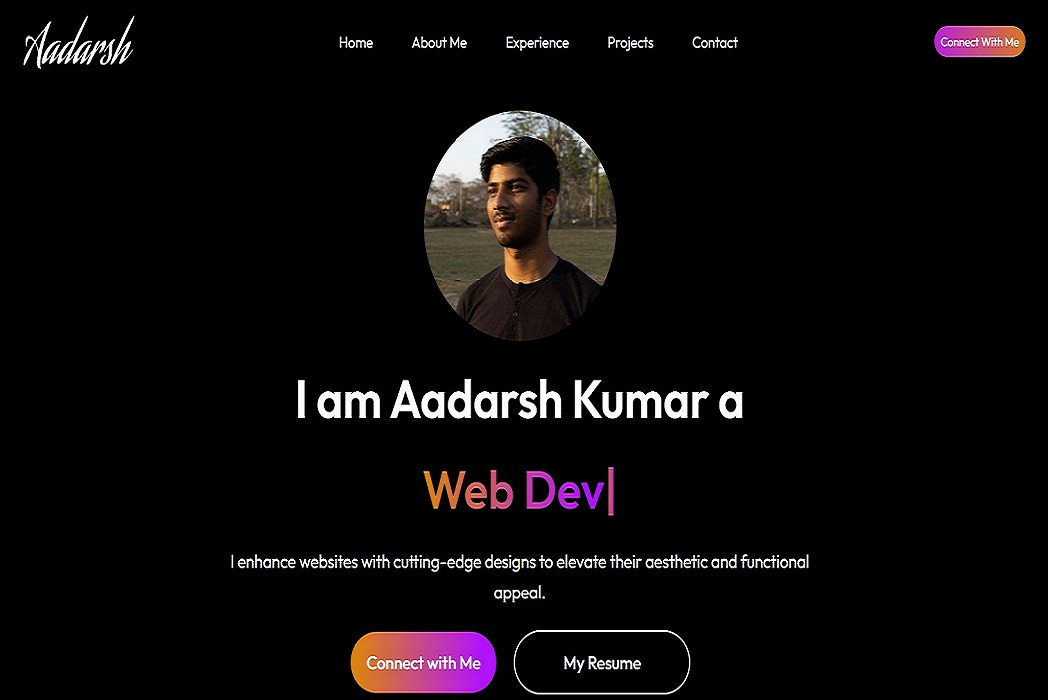 Aadarsh
Home
About Me
Experience
Projects
Contact
Connect With Me
I am Aadarsh Kumar a
Web Dev|
I enhance websites with cutting-edge designs to elevate their aesthetic and functional
appeal.
Connect with Me
My Resume